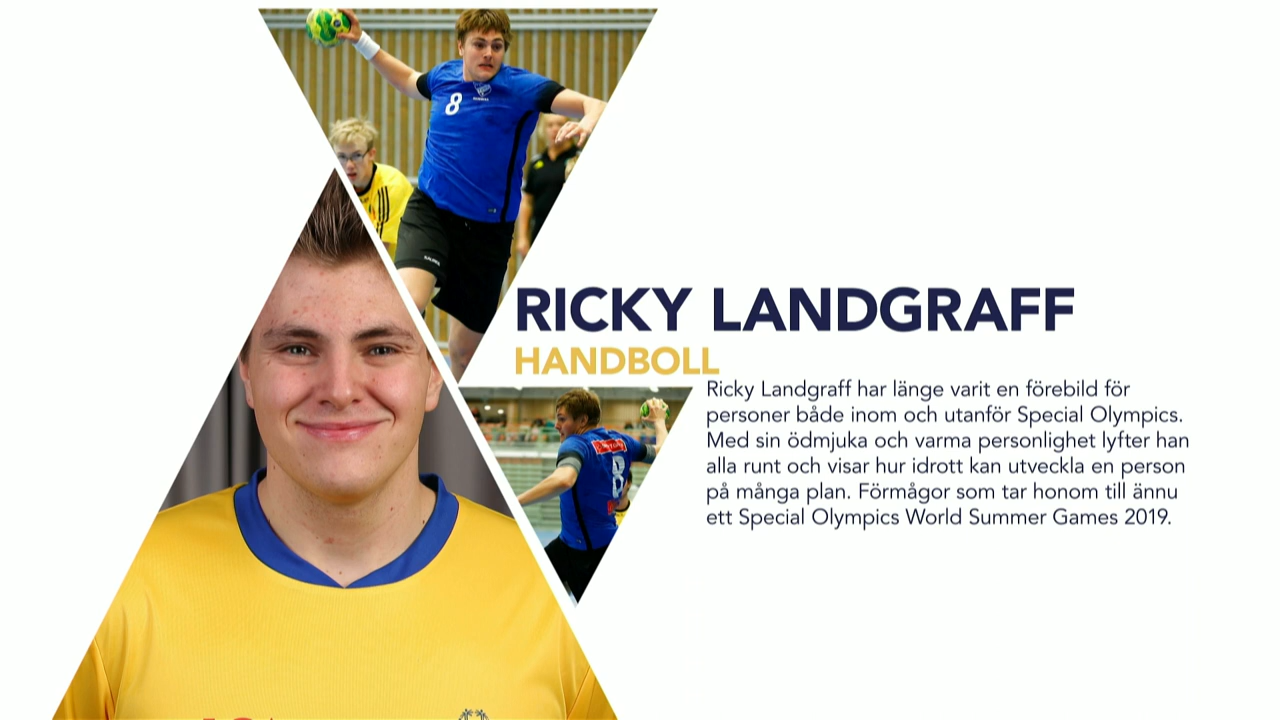 8
RICKY LANDGRAFF
HANDBOLL
Ricky Landgraff har länge varit en förebild för
personer både inom och utanför Special Olympics.
Med sin ödmjuka och varma personlighet lyfter han
alla runt och visar hur idrott kan utveckla en person
på många plan. Förmågor som tar honom till ännu
ett Special Olympics World Summer Games 2019.
8